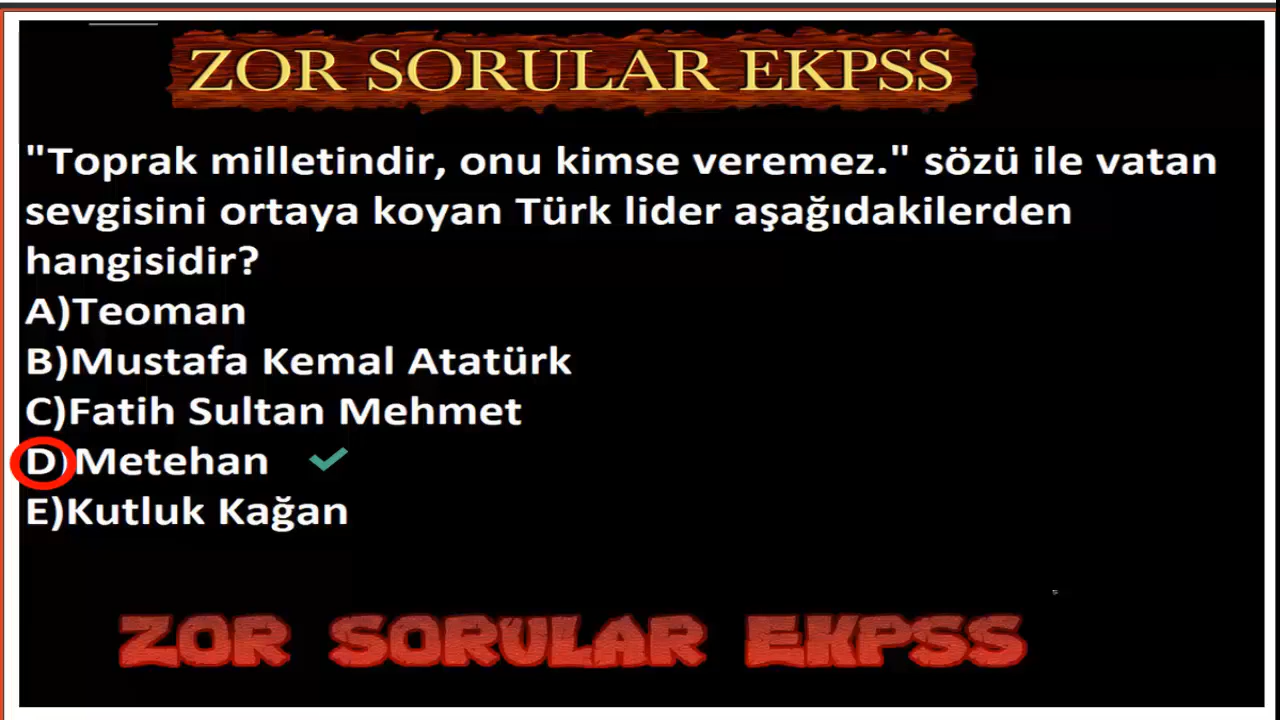 ZOR SORULAR EKPSS
"Toprak milletindir, onu kimse veremez." sözü ile vatan
sevgisini ortaya koyan Türk lider aşağıdakilerden
hangisidir?
A)Teoman
B)Mustafa Kemal Atatürk
C)Fatih Sultan Mehmet
D)Metehan
E)Kutluk Kağan
ZOR SORULAR EKPSS